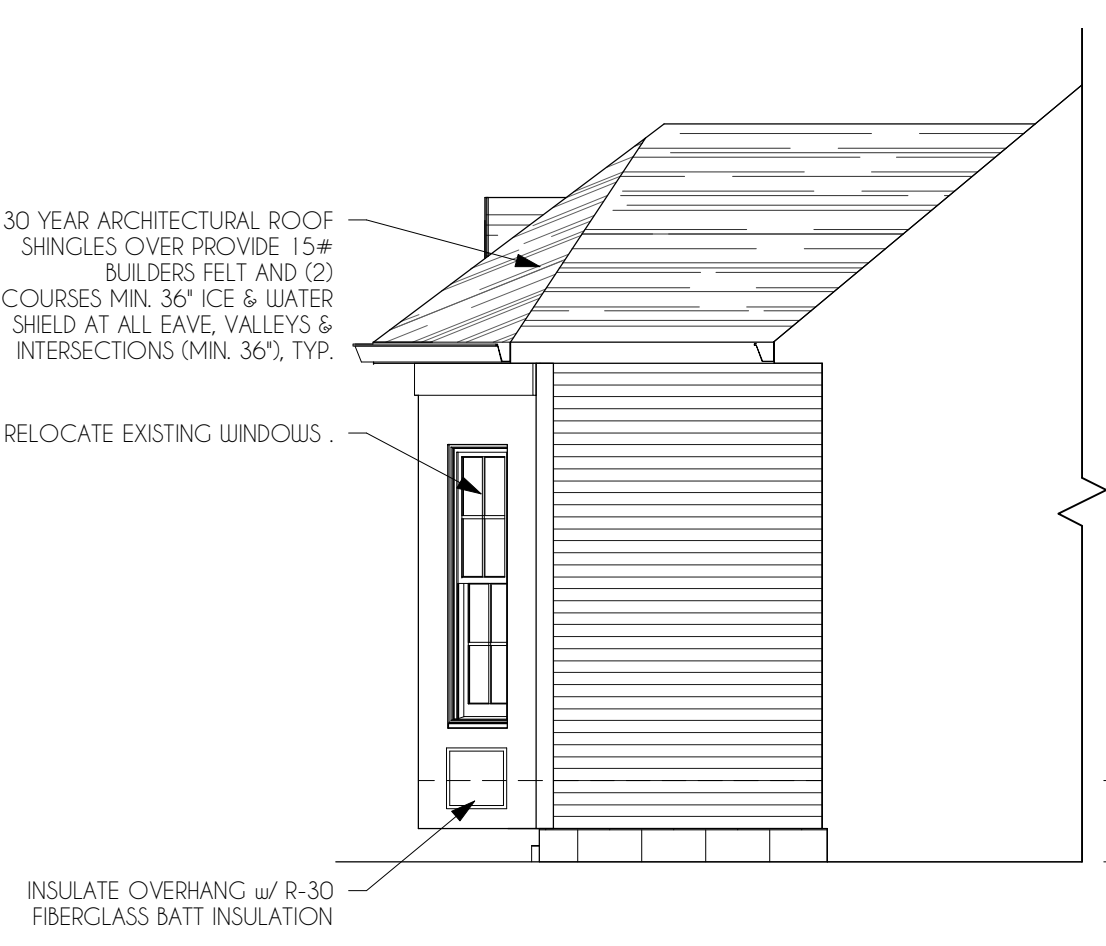 30 YEAR ARCHITECTURAL ROOF
SHINGLES OVER PROVIDE 15#
BUILDERS FELT AND (2)
COURSES MIN. 36" ICE & WATER
SHIELD AT ALL EAVE, VALLEYS &
INTERSECTIONS (MIN. 36"), TYP.
RELOCATE EXISTING WINDOWS .
INSULATE OVERHANG w/ R-30
FIBERGLASS BATT INSULATION